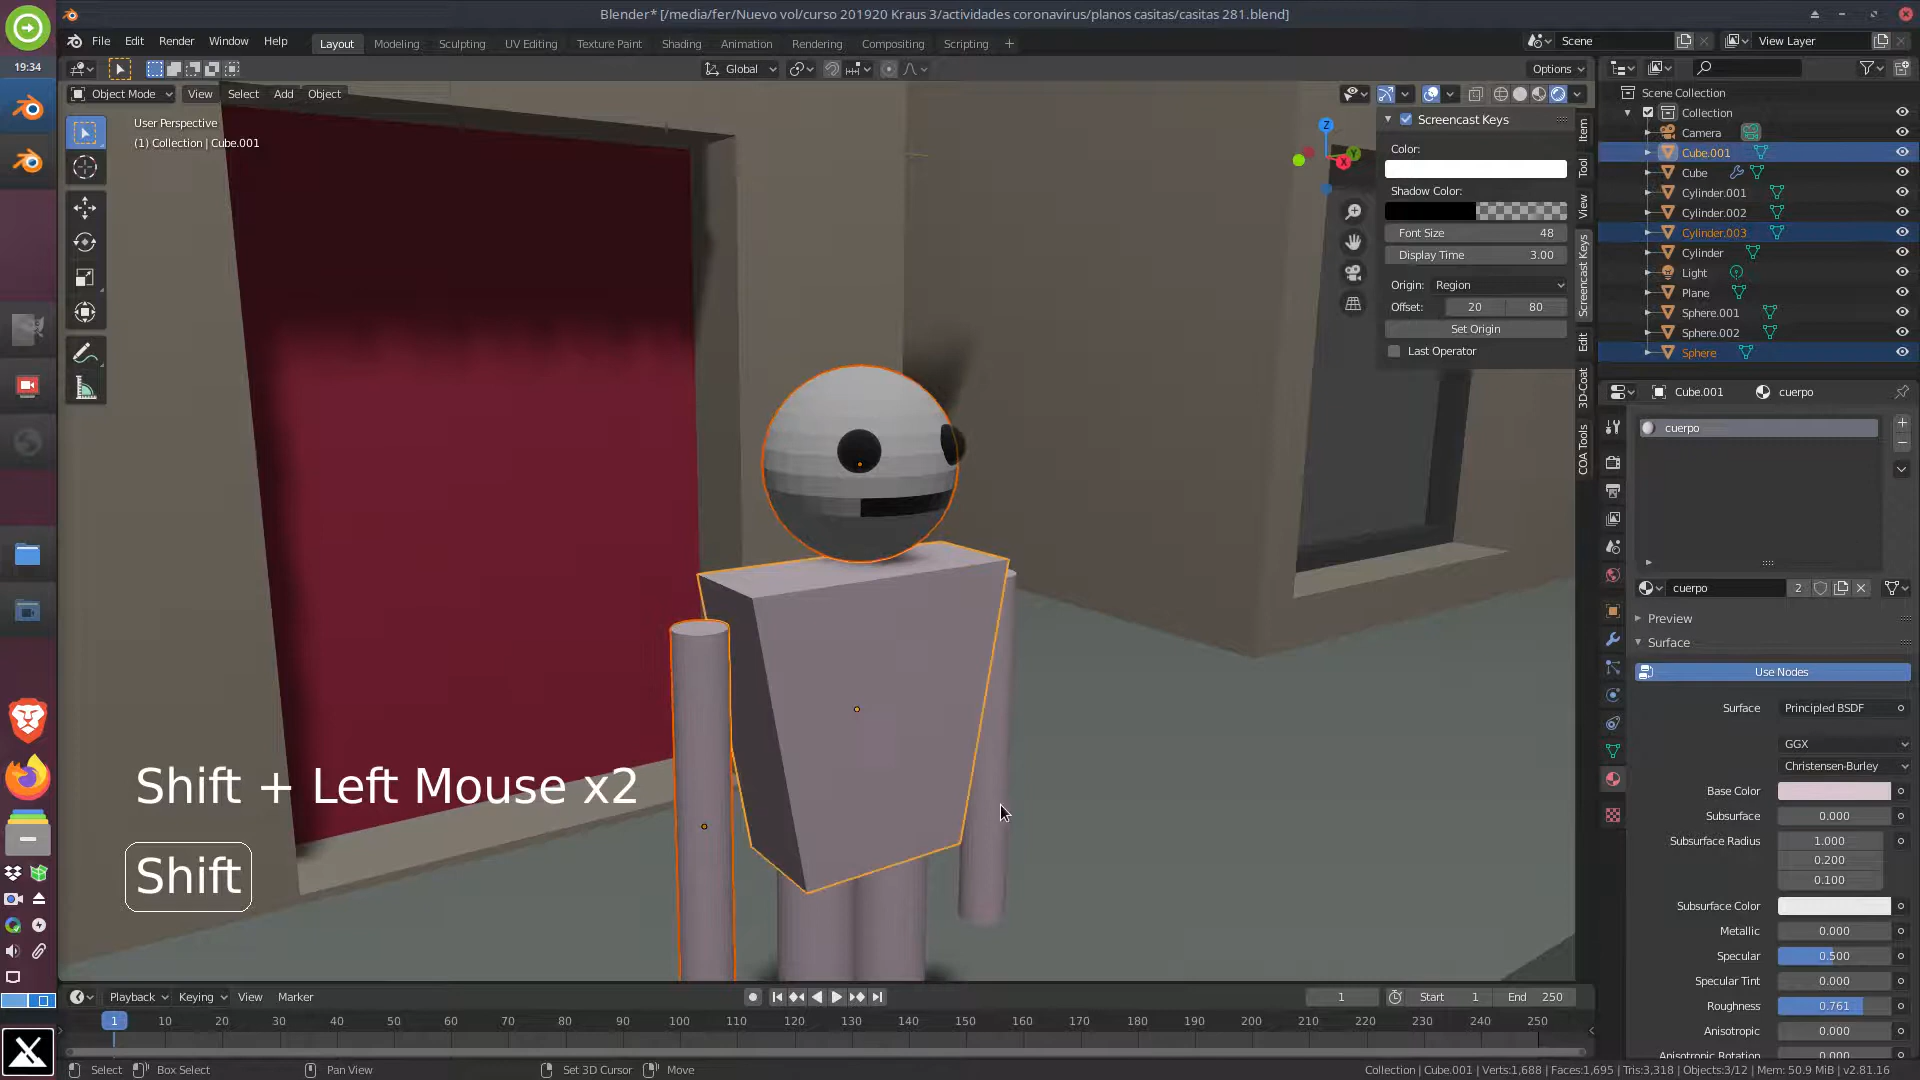 Blender* [/media/fer/Nuevo vol/curso 201920 Kraus 3/actividades coronavirus/planos casitas/casitas 281.blend]
File Edit Render Window Help
Layout Modeling Sculpting UV Editing Texture Paint Shading Animation Rendering Compositing Scripting +
Scene
View Layer
19:34
Global
Options
Object Mode View Select Add Object
User Perspective
(1) Collection | Cube.001
Z
Y
X
Screencast Keys
Color:
Shadow Color:
Font Size 48
Display Time 3.00
Origin: Region
Offset: 20 80
Set Origin
Last Operator
Item
Tool
View
Screencast Keys
Edit
3D-Coat
COA Tools
Scene Collection
Collection
Camera
Cube.001
Cube
Cylinder.001
Cylinder.002
Cylinder.003
Cylinder
Light
Plane
Sphere.001
Sphere.002
Sphere
Cube.001 cuerpo
cuerpo
cuerpo 2
Preview
Surface
Use Nodes
Surface Principled BSDF
GGX
Christensen-Burley
Base Color
Subsurface 0.000
Subsurface Radius 1.000
0.200
0.100
Subsurface Color
Metallic 0.000
Specular 0.500
Specular Tint 0.000
Roughness 0.761
Anisotropic 0.000
Anisotropic Rotation 0.000
Shift + Left Mouse x2
Shift
Playback Keying View Marker
1 Start 1 End 250
1 10 20 30 40 50 60 70 80 90 100 110 120 130 140 150 160 170 180 190 200 210 220 230 240 250
Select Box Select Pan View Set 3D Cursor Move
Collection | Cube.001 | Verts:1,688 | Faces:1,695 | Tris:3,318 | Objects:3/12 | Mem: 50.9 MiB | v2.81.16